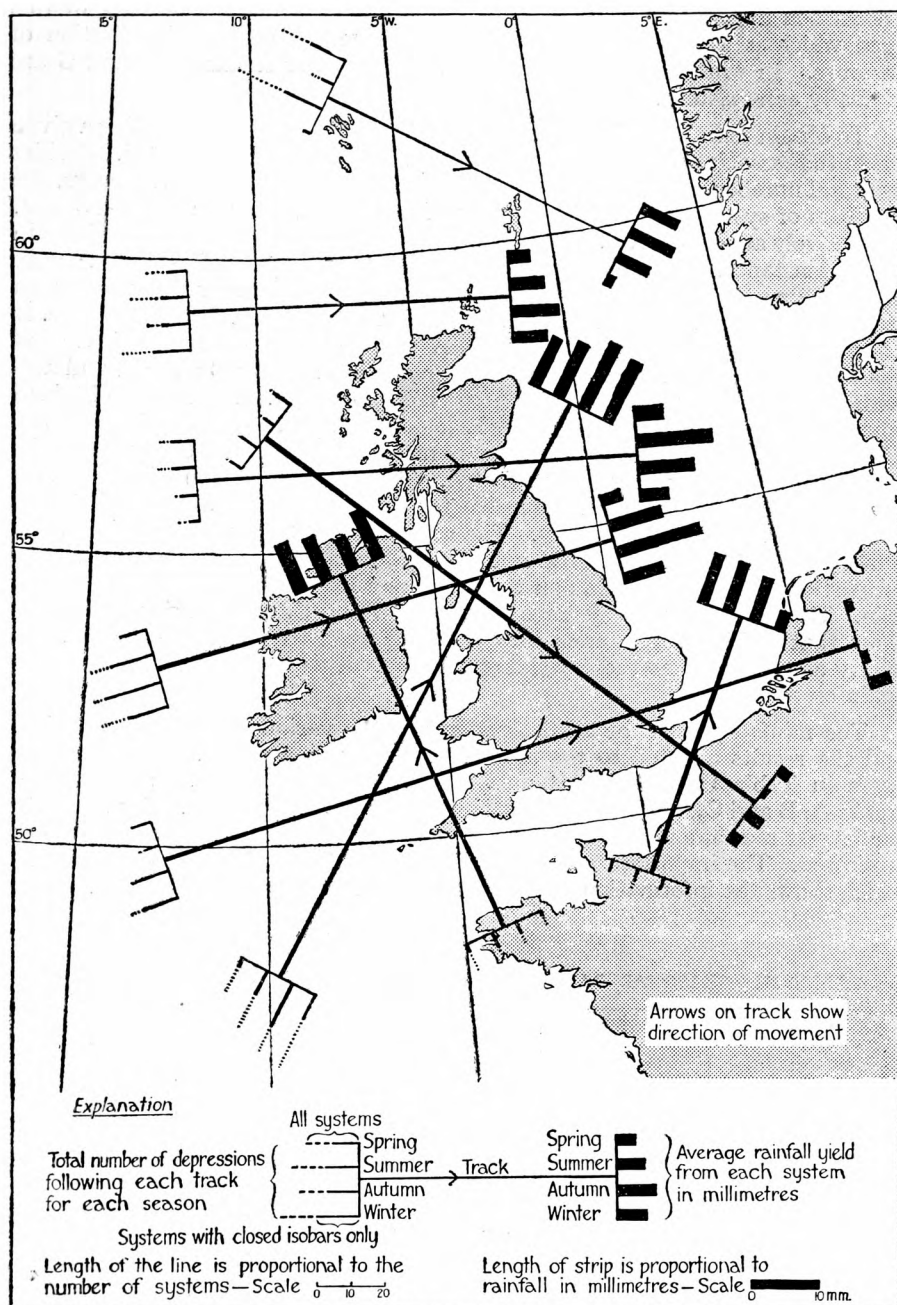 15°
10°
5°W.
0°
5°E.
60°
55°
50°
Arrows on track show
direction of movement
Explanation
All systems
Total number of depressions
following each track
for each season
Spring
Summer
Autumn
Winter
Track
Spring
Summer
Autumn
Winter
Average rainfall yield
from each system
in millimetres
Systems with closed isobars only
Length of the line is proportional to the
number of systems—Scale 0 10 20
Length of strip is proportional to
rainfall in millimetres—Scale 0 10 mm.